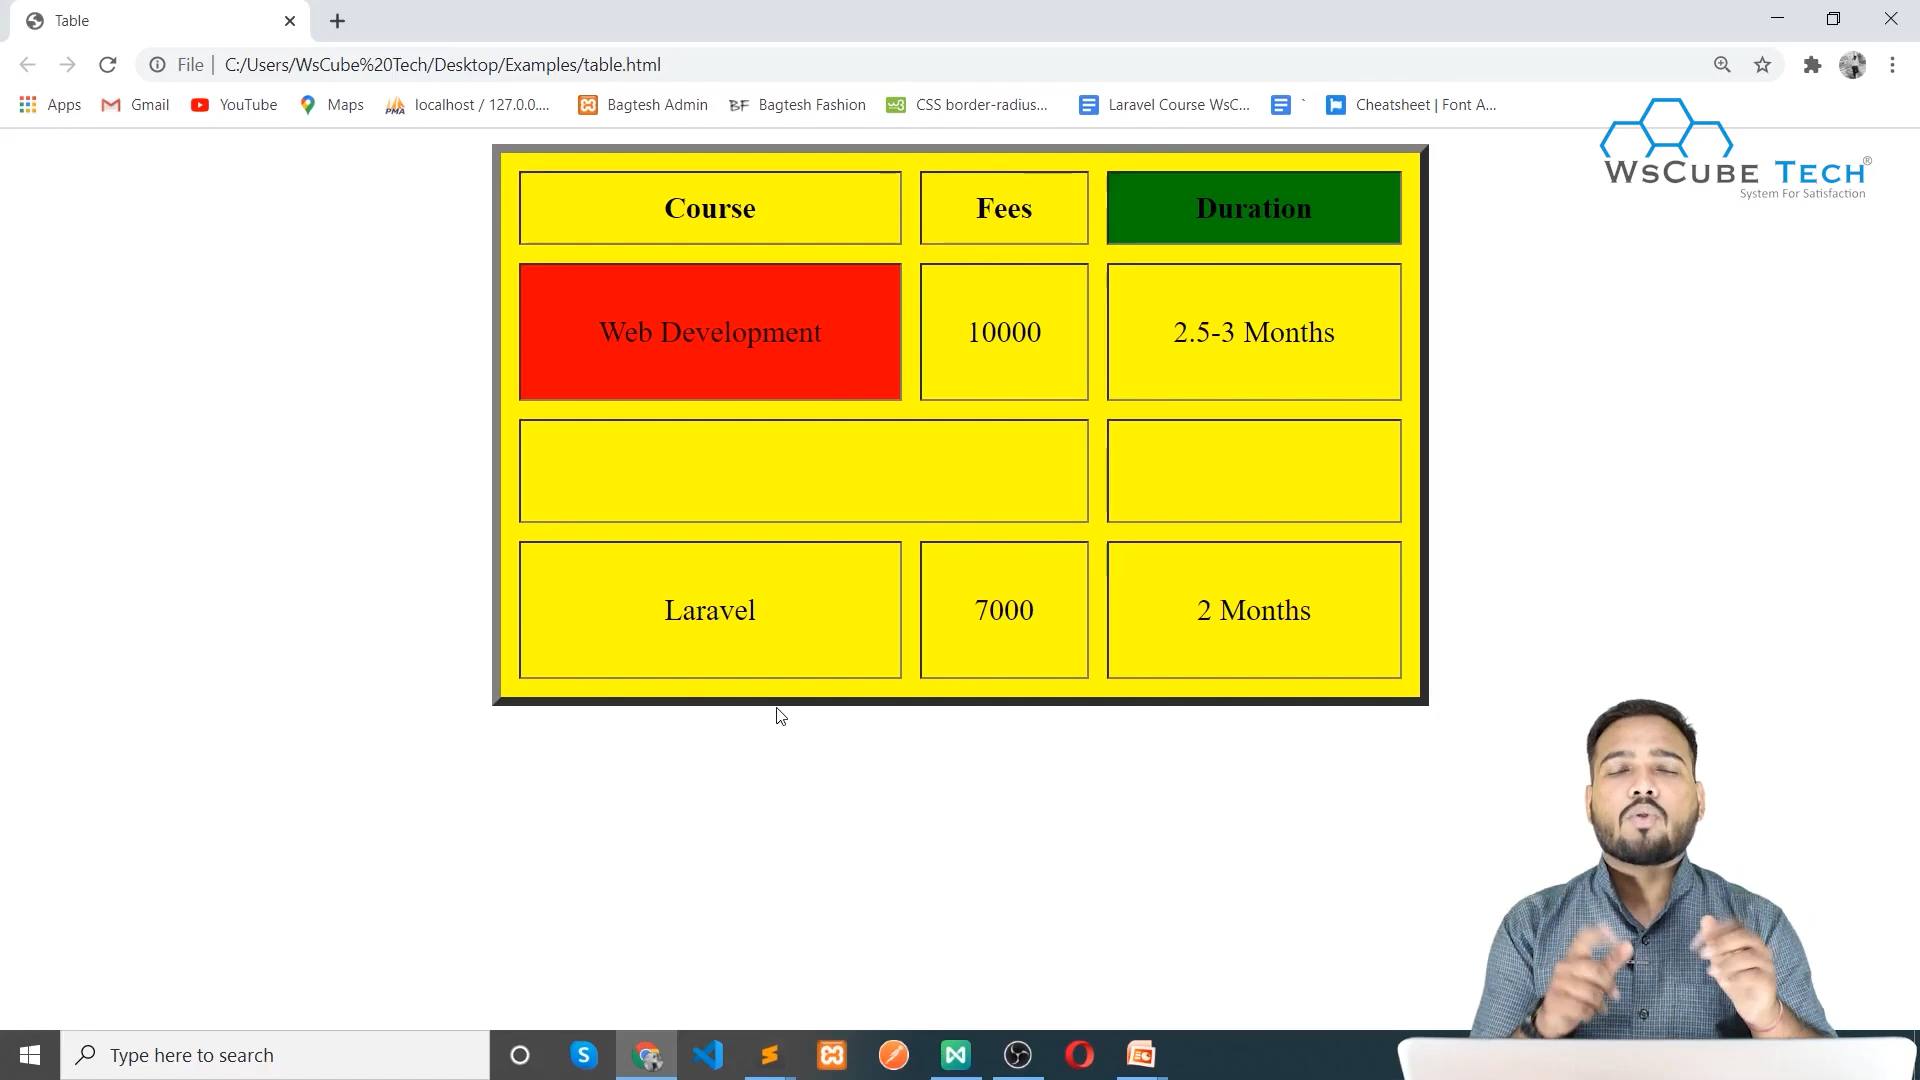 Table
File | C:/Users/WsCube%20Tech/Desktop/Examples/table.html
Apps Gmail YouTube Maps localhost / 127.0.0.... Bagtesh Admin BF Bagtesh Fashion CSS border-radius... Laravel Course WsC... ` Cheatsheet | Font A...
PMA
WsCube Tech®
System For Satisfaction
Course Fees Duration
Web Development 10000 2.5-3 Months
Laravel 7000 2 Months
Type here to search